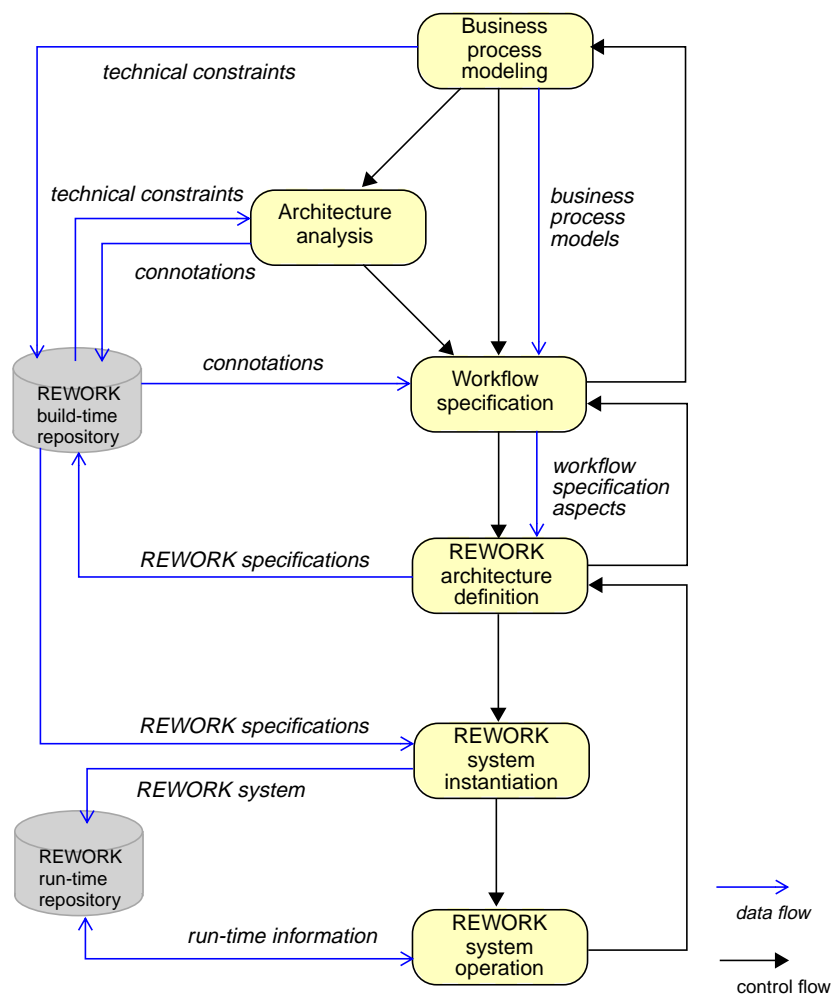 Business
process
modeling
technical constraints
technical constraints
Architecture
analysis
business
process
models
connotations
connotations
Workflow
specification
REWORK
build-time
repository
workflow
specification
aspects
REWORK specifications
REWORK
architecture
definition
REWORK specifications
REWORK
system
instantiation
REWORK system
REWORK
run-time
repository
run-time information
REWORK
system
operation
data flow
control flow